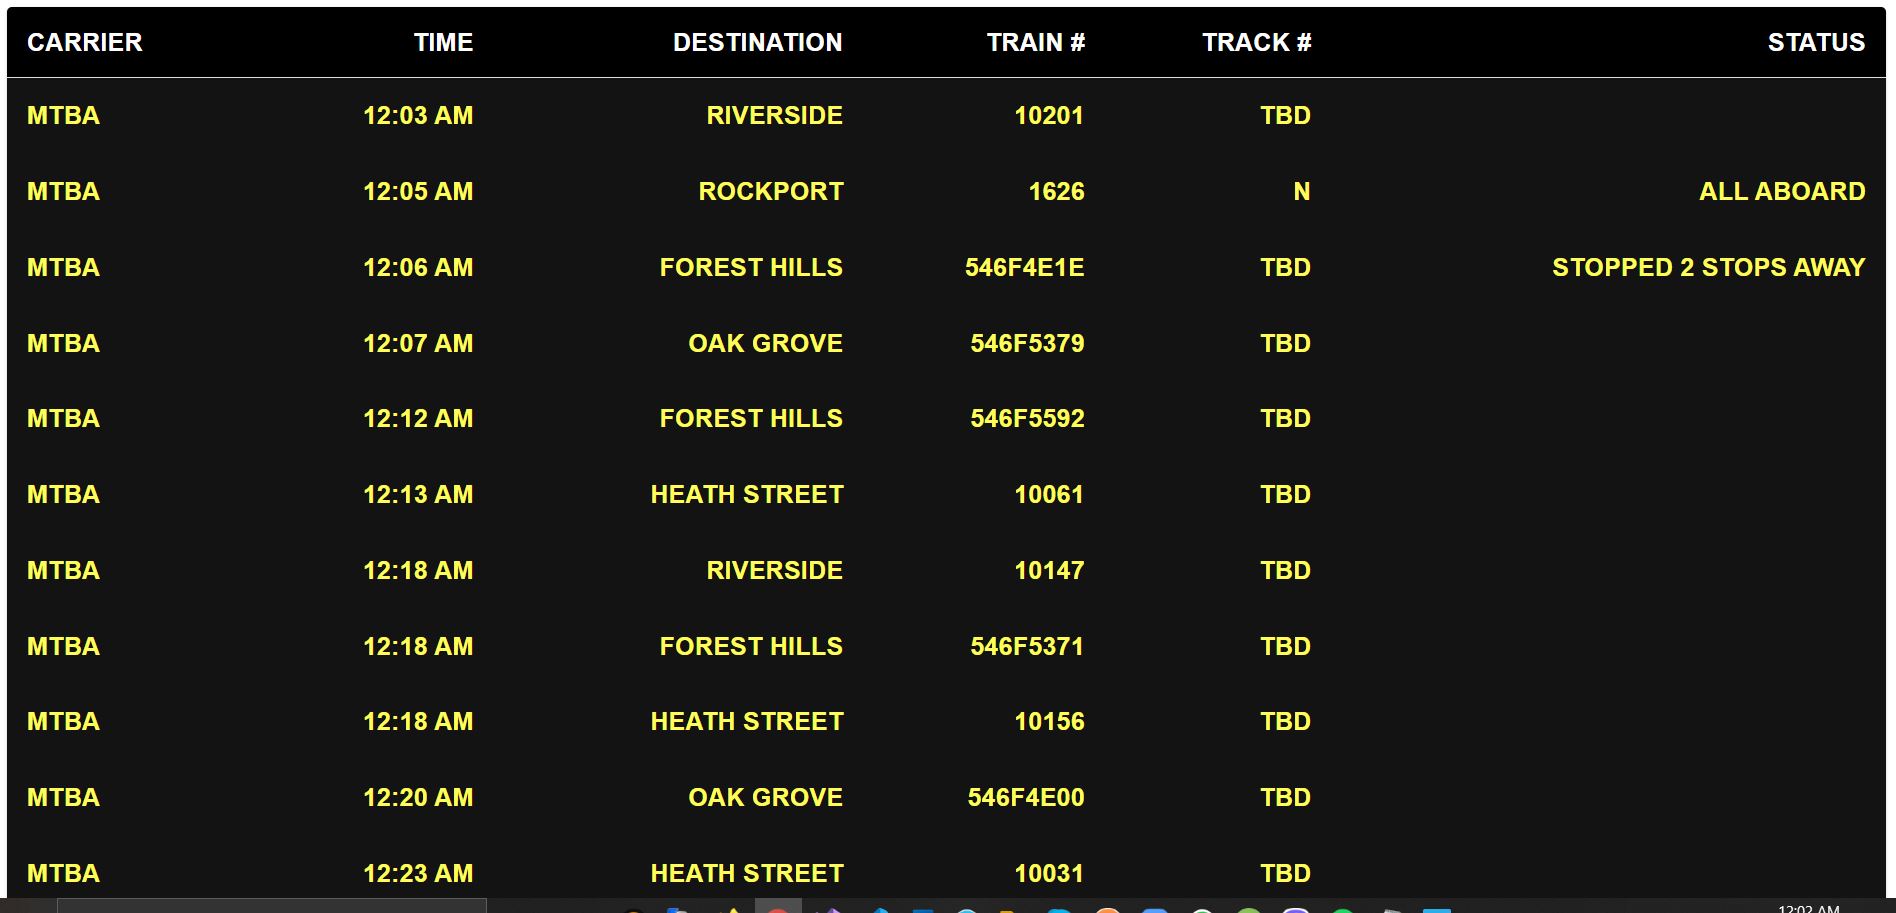 CARRIER TIME DESTINATION TRAIN # TRACK # STATUS
MTBA 12:03 AM RIVERSIDE 10201 TBD
MTBA 12:05 AM ROCKPORT 1626 N ALL ABOARD
MTBA 12:06 AM FOREST HILLS 546F4E1E TBD STOPPED 2 STOPS AWAY
MTBA 12:07 AM OAK GROVE 546F5379 TBD
MTBA 12:12 AM FOREST HILLS 546F5592 TBD
MTBA 12:13 AM HEATH STREET 10061 TBD
MTBA 12:18 AM RIVERSIDE 10147 TBD
MTBA 12:18 AM FOREST HILLS 546F5371 TBD
MTBA 12:18 AM HEATH STREET 10156 TBD
MTBA 12:20 AM OAK GROVE 546F4E00 TBD
MTBA 12:23 AM HEATH STREET 10031 TBD
12:02 AM